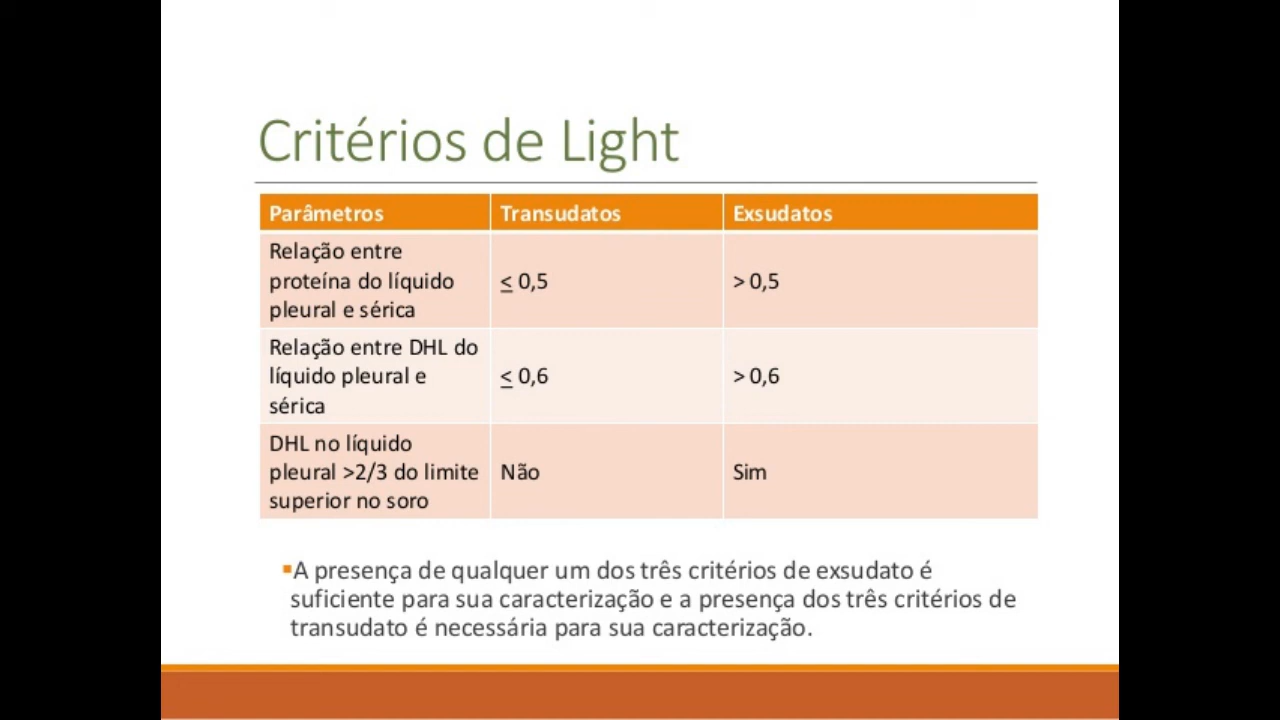 Critérios de Light
Parâmetros Transudatos Exsudatos
Relação entre
proteína do líquido
pleural e sérica
≤ 0,5
> 0,5
Relação entre DHL do
líquido pleural e
sérica
≤ 0,6
> 0,6
DHL no líquido
pleural >2/3 do limite
superior no soro
Não
Sim
▪A presença de qualquer um dos três critérios de exsudato é
suficiente para sua caracterização e a presença dos três critérios de
transudato é necessária para sua caracterização.